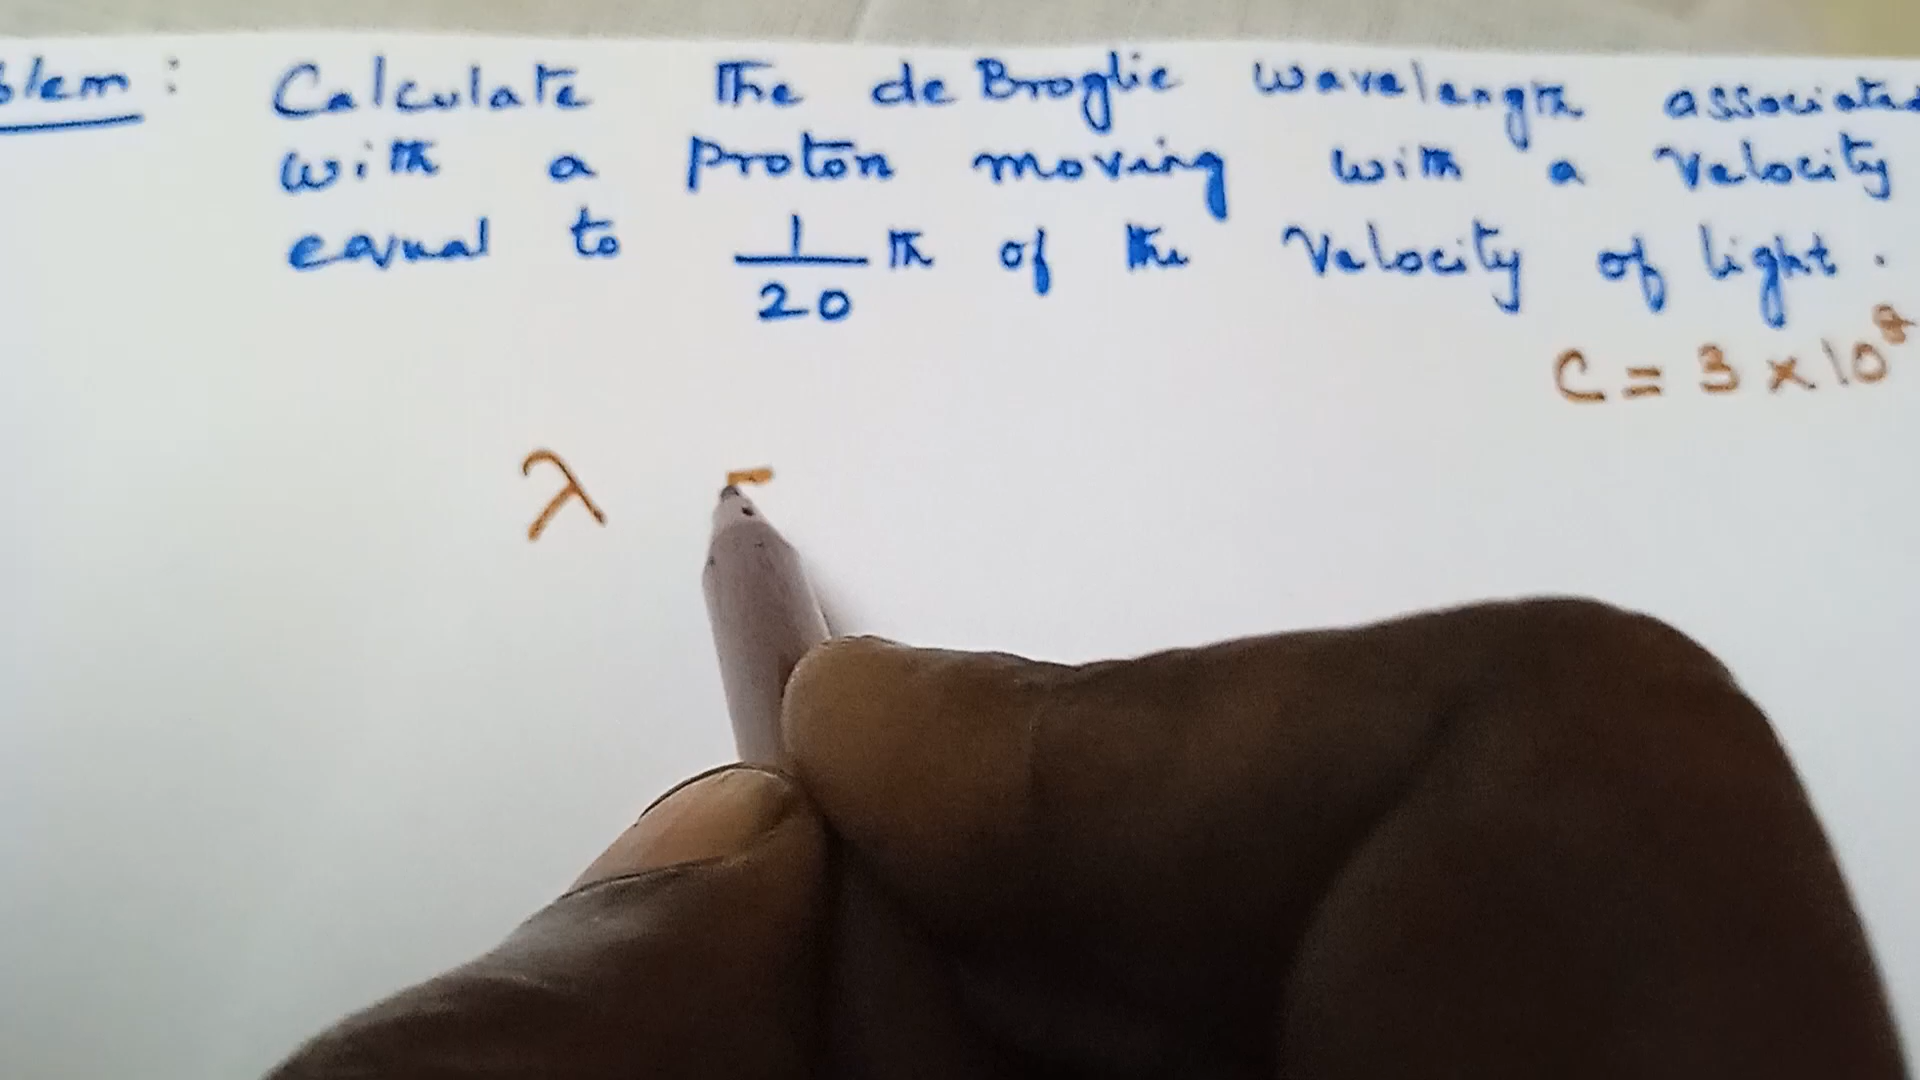 blem: Calculate the de Broglie wavelength associated
with a proton moving with a velocity
equal to 1/20 th of the velocity of light.
C = 3 × 10⁸
λ =